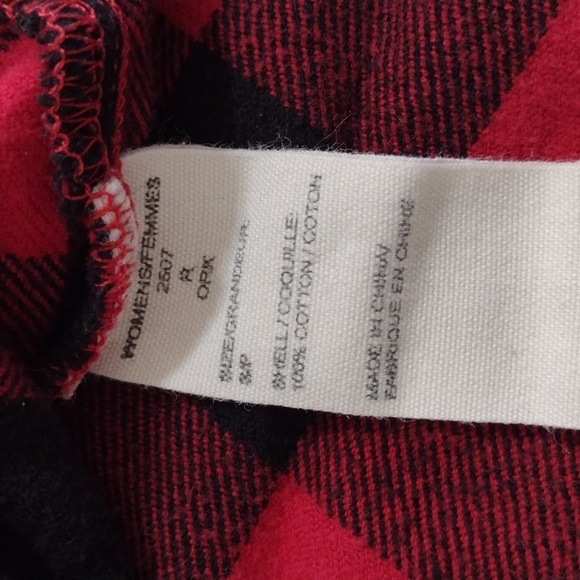 WOMENS/FEMMES
2507
R
ORK
SIZE/GRANDEUR
S/P
SHELL/COQUILLE:
100% COTTON/COTON
MADE IN CHINA/
FABRIQUE EN CHINE